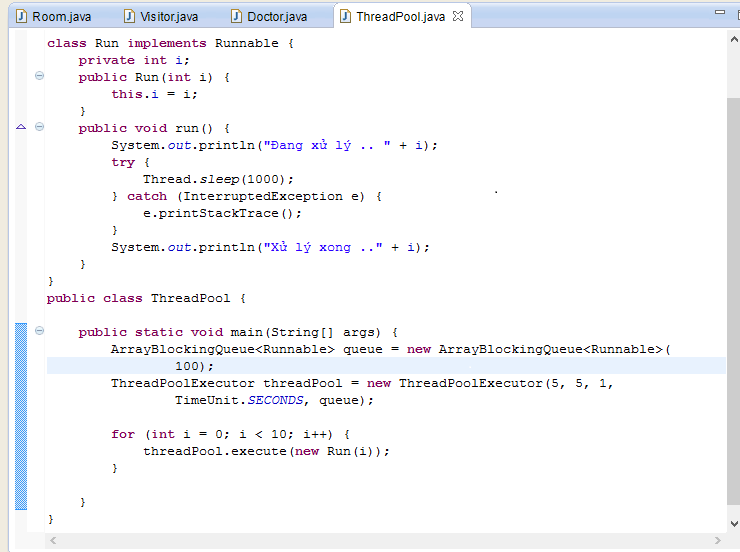 Room.java Visitor.java Doctor.java ThreadPool.java
class Run implements Runnable {
    private int i;
    public Run(int i) {
        this.i = i;
    }
    public void run() {
        System.out.println("Đang xử lý .. " + i);
        try {
            Thread.sleep(1000);
        } catch (InterruptedException e) {
            e.printStackTrace();
        }
        System.out.println("Xử lý xong .." + i);
    }
}
public class ThreadPool {
    public static void main(String[] args) {
        ArrayBlockingQueue<Runnable> queue = new ArrayBlockingQueue<Runnable>(
                100);
        ThreadPoolExecutor threadPool = new ThreadPoolExecutor(5, 5, 1,
                TimeUnit.SECONDS, queue);
        for (int i = 0; i < 10; i++) {
            threadPool.execute(new Run(i));
        }
    }
}